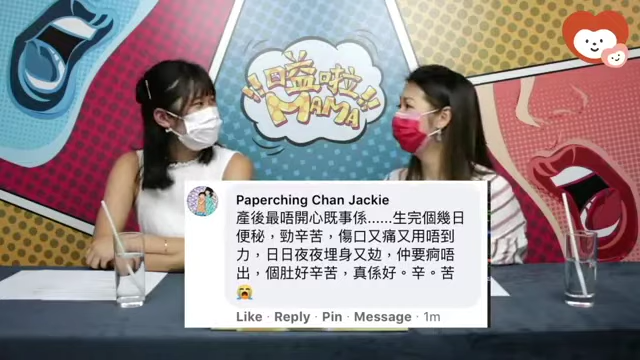 !!嗌啦!!
MAMA
Paperching Chan Jackie
產後最唔開心既事係......生完個幾日
便秘，勁辛苦，傷口又痛又用唔到
力，日日夜夜埋身又攰，仲要痾唔
出，個肚好辛苦，真係好。辛。苦
😭
Like · Reply · Pin · Message · 1m